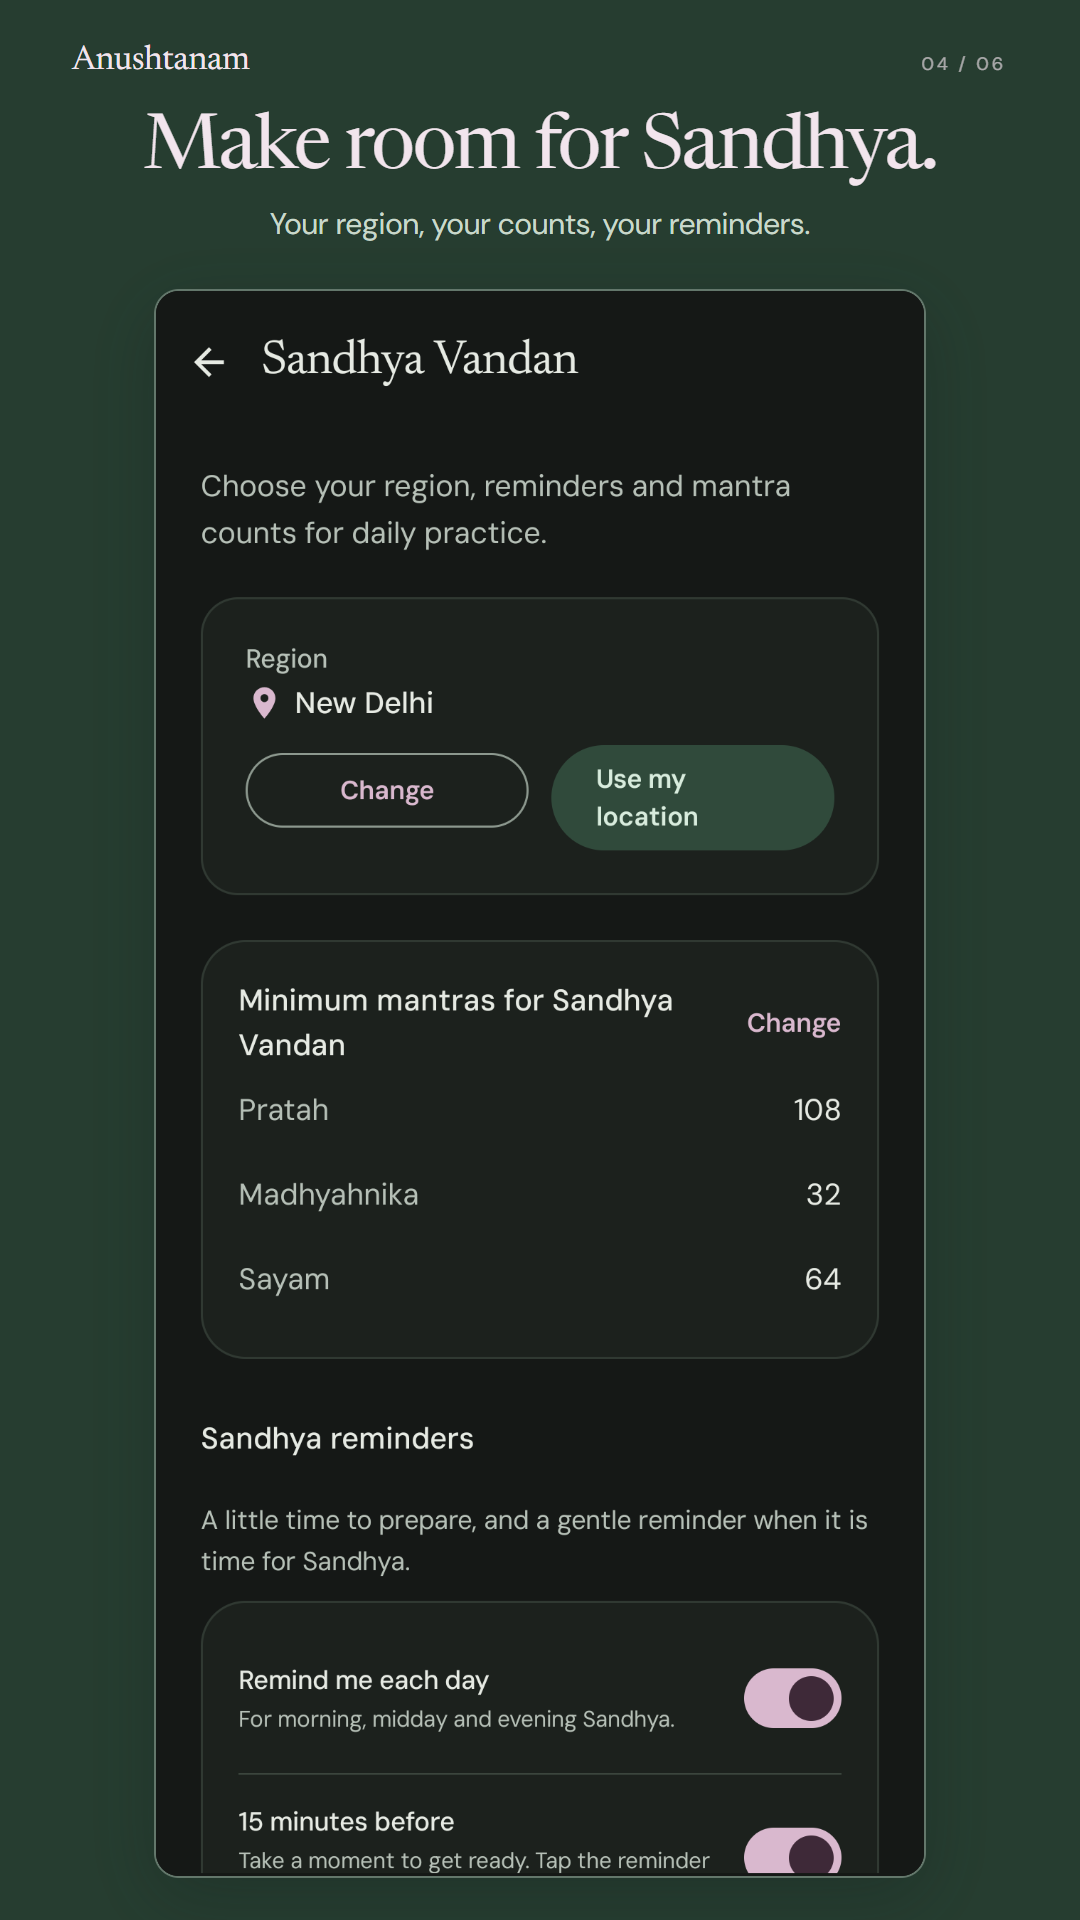 Anushtanam
04 / 06
Make room for Sandhya.
Your region, your counts, your reminders.
Sandhya Vandan
Choose your region, reminders and mantra
counts for daily practice.
Region
New Delhi
Change
Use my
location
Minimum mantras for Sandhya
Vandan
Change
Pratah 108
Madhyahnika 32
Sayam 64
Sandhya reminders
A little time to prepare, and a gentle reminder when it is
time for Sandhya.
Remind me each day
For morning, midday and evening Sandhya.
15 minutes before
Take a moment to get ready. Tap the reminder